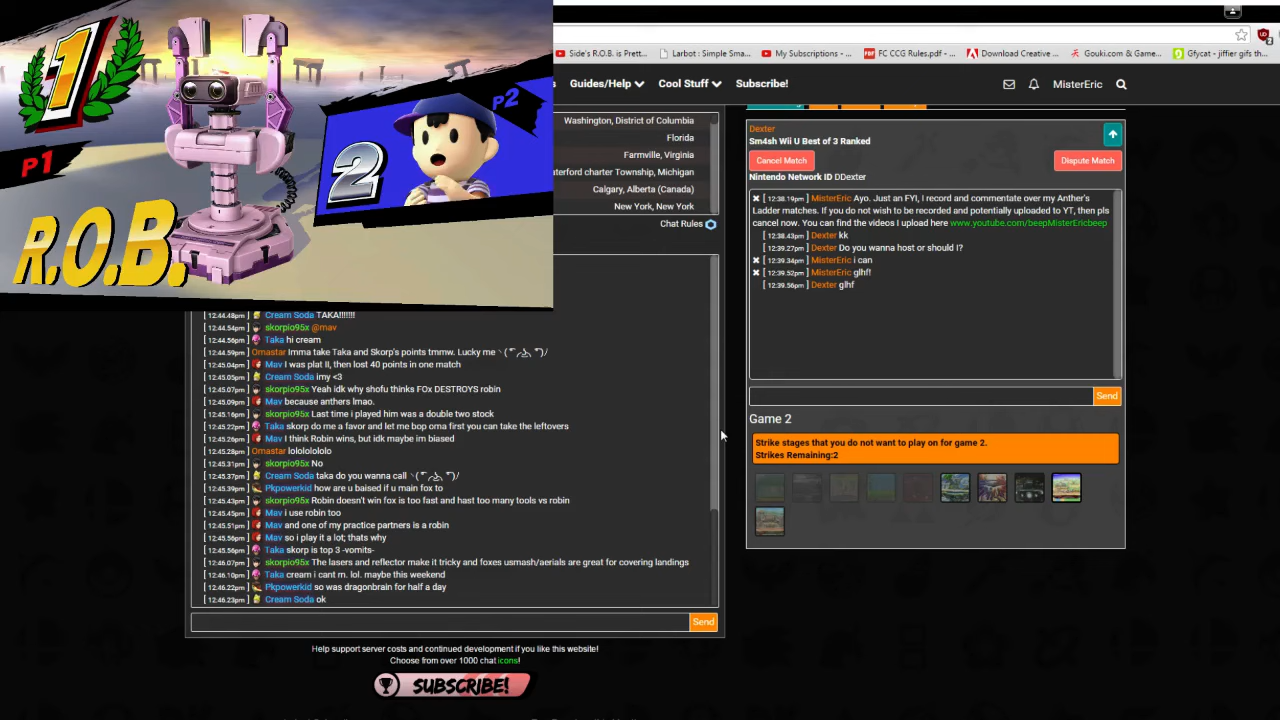 1
P1
R.O.B.
P2
2
Side's R.O.B. is Prett...
Larbot : Simple Sma...
My Subscriptions - ...
FC CCG Rules.pdf - ...
Download Creative ...
Gouki.com & Game...
Gfycat - jiffier gifs th
s
Guides/Help
Cool Stuff
Subscribe!
MisterEric
Washington, District of Columbia
Florida
Farmville, Virginia
terford charter Township, Michigan
Calgary, Alberta (Canada)
New York, New York
Chat Rules
[ 12:44.48pm ] Cream Soda TAKA!!!!!!!
[ 12:44.54pm ] skorpio95x @mav
[ 12:44.56pm ] Taka hi cream
[ 12:44.59pm ] Omastar Imma take Taka and Skorp's points tmmw. Lucky me
[ 12:45.04pm ] Mav I was plat II, then lost 40 points in one match
[ 12:45.05pm ] Cream Soda imy <3
[ 12:45.07pm ] skorpio95x Yeah idk why shofu thinks FOx DESTROYS robin
[ 12:45.09pm ] Mav because anthers lmao.
[ 12:45.16pm ] skorpio95x Last time i played him was a double two stock
[ 12:45.22pm ] Taka skorp do me a favor and let me bop oma first you can take the leftovers
[ 12:45.26pm ] Mav I think Robin wins, but idk maybe im biased
[ 12:45.28pm ] Omastar lolololololo
[ 12:45.31pm ] skorpio95x No
[ 12:45.37pm ] Cream Soda taka do you wanna call
[ 12:45.39pm ] Pkpowerkid how are u baised if u main fox to
[ 12:45.43pm ] skorpio95x Robin doesn't win fox is too fast and hast too many tools vs robin
[ 12:45.45pm ] Mav i use robin too
[ 12:45.51pm ] Mav and one of my practice partners is a robin
[ 12:45.56pm ] Mav so i play it a lot; thats why
[ 12:45.56pm ] Taka skorp is top 3 -vomits-
[ 12:46.07pm ] skorpio95x The lasers and reflector make it tricky and foxes usmash/aerials are great for covering landings
[ 12:46.10pm ] Taka cream i cant m. lol. maybe this weekend
[ 12:46.22pm ] Pkpowerkid so was dragonbrain for half a day
[ 12:46.23pm ] Cream Soda ok
Send
Help support server costs and continued development if you like this website!
Choose from over 1000 chat icons!
SUBSCRIBE!
Dexter
Sm4sh Wii U Best of 3 Ranked
Cancel Match
Dispute Match
Nintendo Network ID DDexter
[ 12:38.19pm ] MisterEric Ayo. Just an FYI, I record and commentate over my Anther's
Ladder matches. If you do not wish to be recorded and potentially uploaded to YT, then pls
cancel now. You can find the videos I upload here www.youtube.com/beepMisterEricbeep
[ 12:38.43pm ] Dexter kk
[ 12:39.27pm ] Dexter Do you wanna host or should I?
[ 12:39.34pm ] MisterEric i can
[ 12:39.52pm ] MisterEric glhf!
[ 12:39.56pm ] Dexter glhf
Send
Game 2
Strike stages that you do not want to play on for game 2.
Strikes Remaining:2